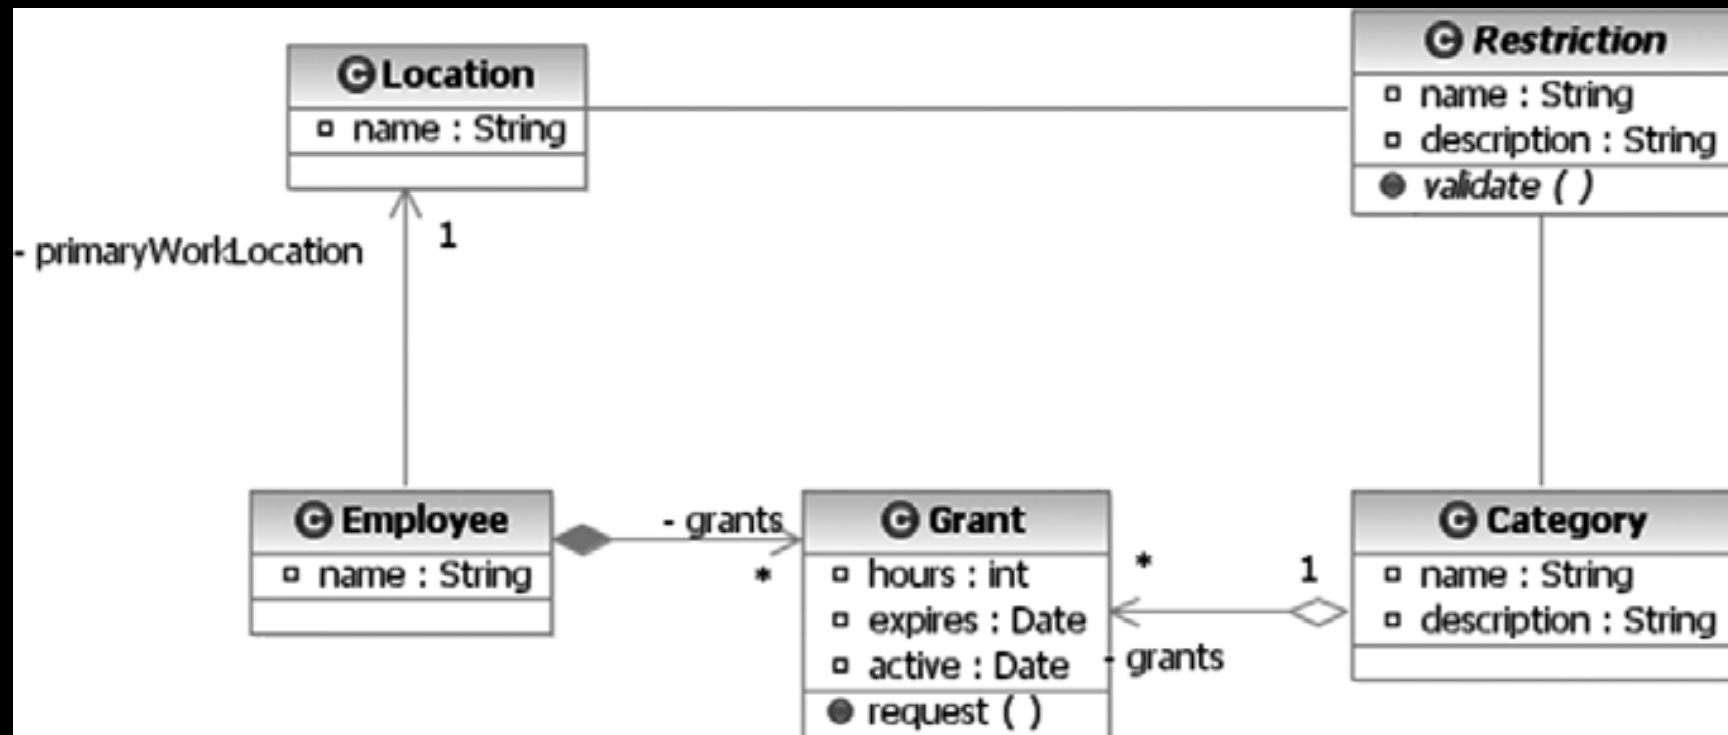 Location
name : String
Restriction
name : String
description : String
validate ( )
1
- primaryWorkLocation
Employee
name : String
- grants
*
Grant
hours : int
expires : Date
active : Date
request ( )
*
1
- grants
Category
name : String
description : String